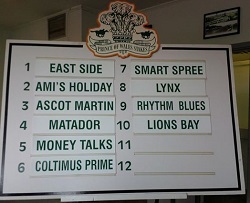 PRINCE OF WALES STAKES
1 EAST SIDE
2 AMI'S HOLIDAY
3 ASCOT MARTIN
4 MATADOR
5 MONEY TALKS
6 COLTIMUS PRIME
7 SMART SPREE
8 LYNX
9 RHYTHM BLUES
10 LIONS BAY
11
12